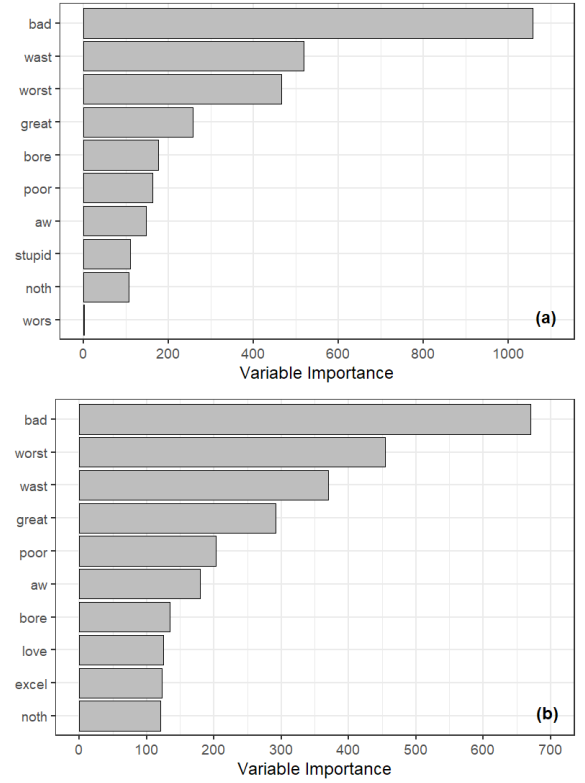 bad
wast
worst
great
bore
poor
aw
stupid
noth
wors
(a)
0 200 400 600 800 1000
Variable Importance
bad
worst
wast
great
poor
aw
bore
love
excel
noth
(b)
0 100 200 300 400 500 600 700
Variable Importance